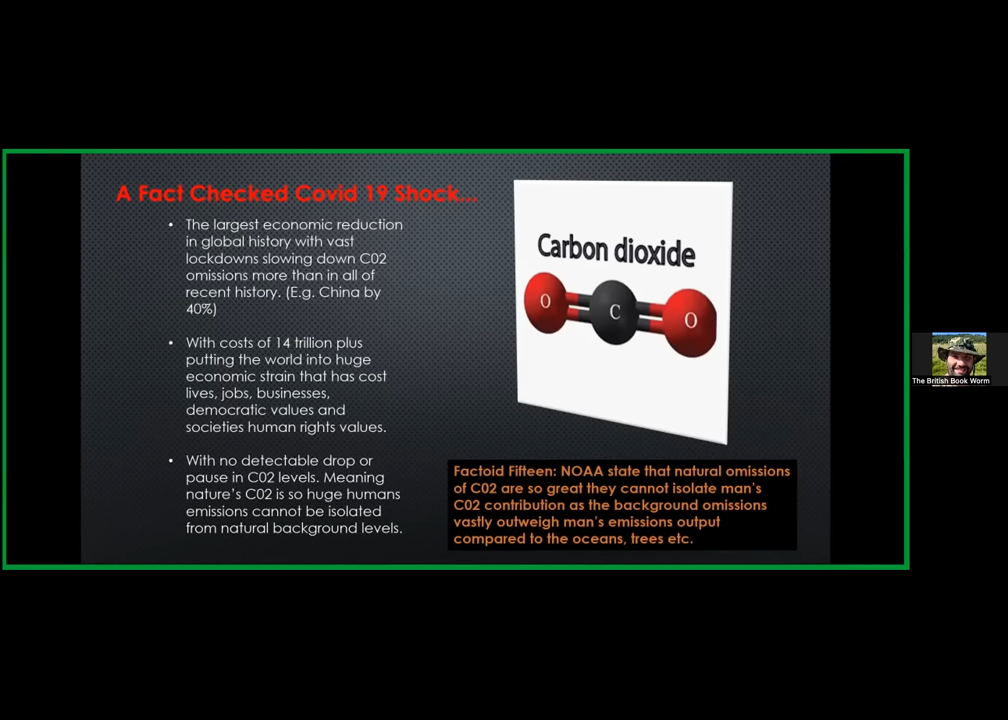 A Fact Checked Covid 19 Shock...
• The largest economic reduction
in global history with vast
lockdowns slowing down C02
omissions more than in all of
recent history. (E.g. China by
40%)
• With costs of 14 trillion plus
putting the world into huge
economic strain that has cost
lives, jobs, businesses,
democratic values and
societies human rights values.
• With no detectable drop or
pause in C02 levels. Meaning
nature's C02 is so huge humans
emissions cannot be isolated
from natural background levels.
Carbon dioxide
O
C
O
Factoid Fifteen: NOAA state that natural omissions
of C02 are so great they cannot isolate man's
C02 contribution as the background omissions
vastly outweigh man's emissions output
compared to the oceans, trees etc.
The British Book Worm